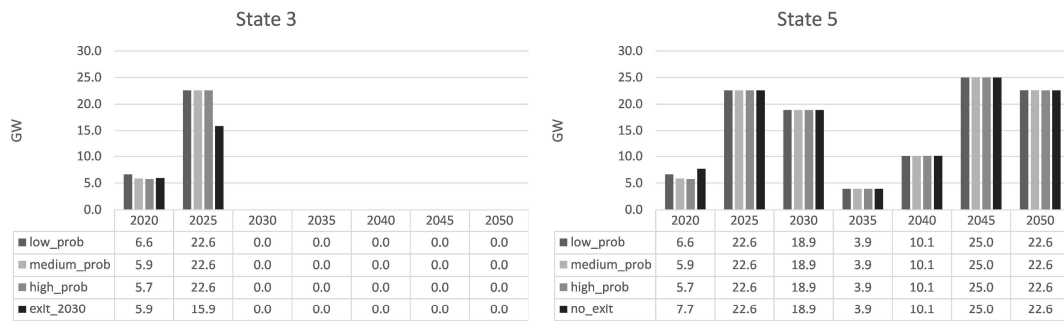 State 3
30.0
25.0
20.0
15.0
10.0
5.0
0.0
GW
2020 2025 2030 2035 2040 2045 2050
low_prob 6.6 22.6 0.0 0.0 0.0 0.0 0.0
medium_prob 5.9 22.6 0.0 0.0 0.0 0.0 0.0
high_prob 5.7 22.6 0.0 0.0 0.0 0.0 0.0
exit_2030 5.9 15.9 0.0 0.0 0.0 0.0 0.0
State 5
30.0
25.0
20.0
15.0
10.0
5.0
0.0
GW
2020 2025 2030 2035 2040 2045 2050
low_prob 6.6 22.6 18.9 3.9 10.1 25.0 22.6
medium_prob 5.9 22.6 18.9 3.9 10.1 25.0 22.6
high_prob 5.7 22.6 18.9 3.9 10.1 25.0 22.6
no_exit 7.7 22.6 18.9 3.9 10.1 25.0 22.6